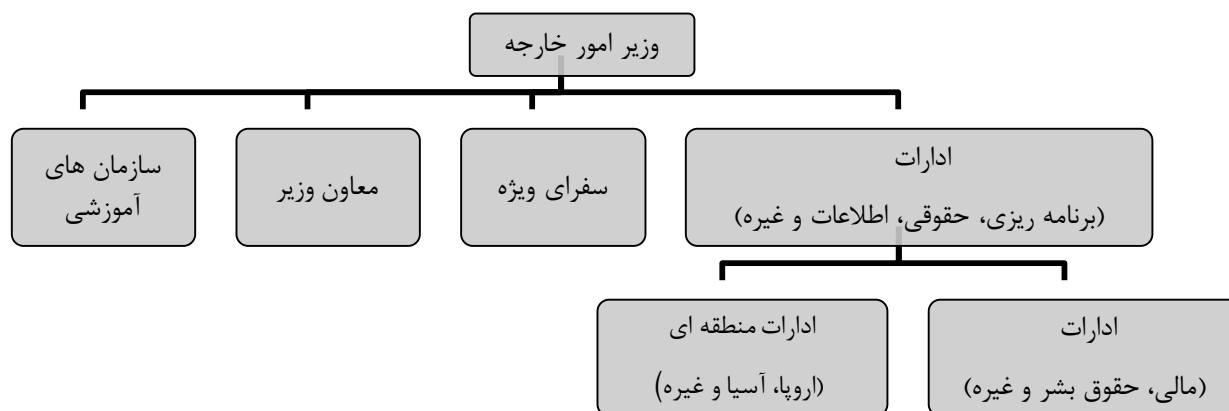 وزیر امور خارجه
ادارات
(برنامه ریزی، حقوقی، اطلاعات و غیره)
سفرای ویژه
معاون وزیر
سازمان های
آموزشی
ادارات
(مالی، حقوق بشر و غیره)
ادارات منطقه ای
(اروپا، آسیا و غیره)